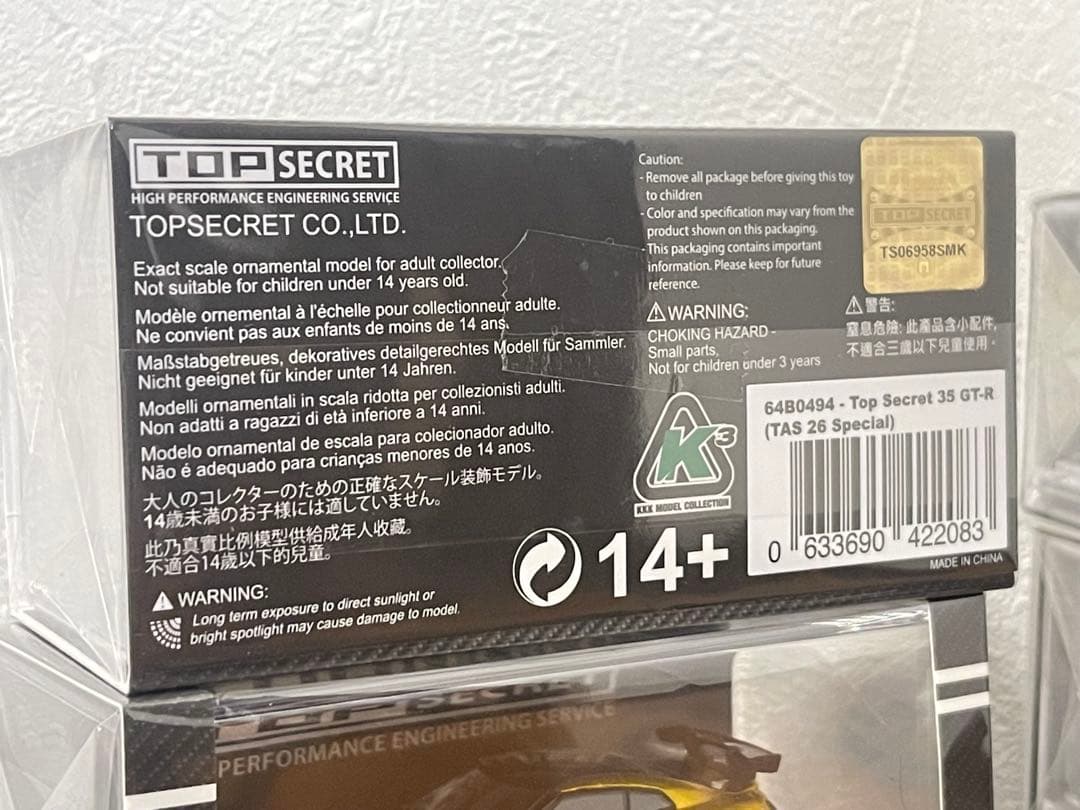 TOP SECRET
HIGH PERFORMANCE ENGINEERING SERVICE
TOPSECRET CO.,LTD.
Exact scale ornamental model for adult collector.
Not suitable for children under 14 years old.
Modèle ornemental à l'échelle pour collectionneur adulte.
Ne convient pas aux enfants de moins de 14 ans.
Maßstabgetreues, dekoratives detailgerechtes Modell für Sammler.
Nicht geeignet für kinder unter 14 Jahren.
Modelli ornamentali in scala ridotta per collezionisti adulti.
Non adatti a ragazzi di età inferiore a 14 anni.
Modelo ornamental de escala para colecionador adulto.
Não é adequado para crianças menores de 14 anos.
大人のコレクターのための正確なスケール装飾モデル。
14歳未満のお子様には適していません。
此乃真實比例模型供給成年人收藏。
不適合14歲以下的兒童。
WARNING:
Long term exposure to direct sunlight or
bright spotlight may cause damage to model.
Caution:
- Remove all package before giving this toy
to children
- Color and specification may vary from the
product shown on this packaging.
- This packaging contains important
information. Please keep for future
reference.
WARNING:
CHOKING HAZARD -
Small parts,
Not for children under 3 years
TOP SECRET
TS06958SMK
警告:
窒息危險: 此產品含小配件,
不適合三歲以下兒童使用。
K3
KKK MODEL COLLECTION
14+
64B0494 - Top Secret 35 GT-R
(TAS 26 Special)
0 633690 422083
MADE IN CHINA
TOP SECRET
PERFORMANCE ENGINEERING SERVICE